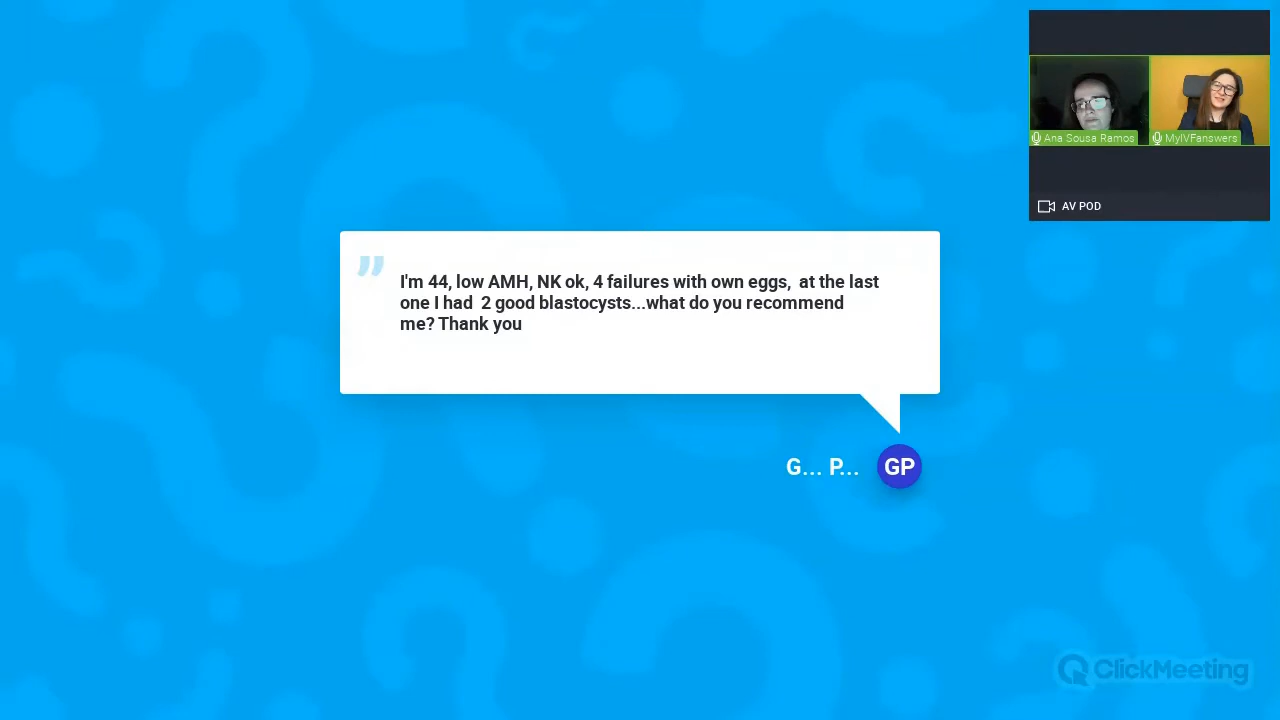 Ana Sousa Ramos
MyIVFanswers
AV POD
I'm 44, low AMH, NK ok, 4 failures with own eggs,  at the last
one I had  2 good blastocysts...what do you recommend
me? Thank you
G... P...
GP
ClickMeeting